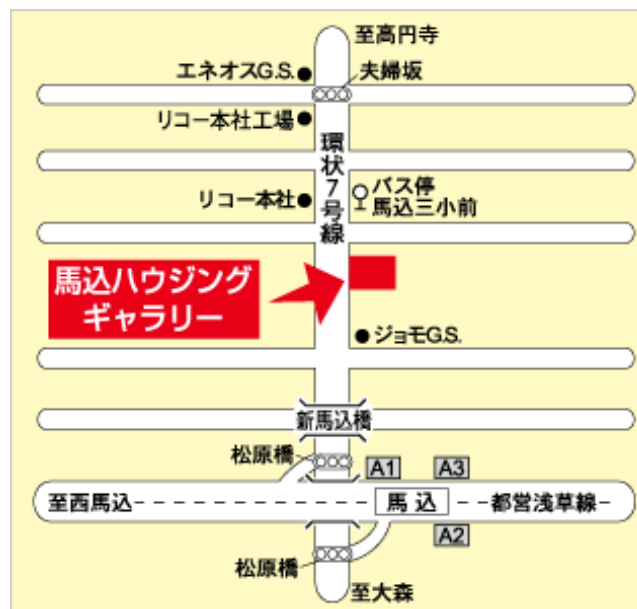 至高円寺
エネオスG.S.
夫婦坂
リコー本社工場
環状7号線
バス停
馬込三小前
リコー本社
馬込ハウジング
ギャラリー
ジョモG.S.
新馬込橋
松原橋
A1
A3
至西馬込
馬込
都営浅草線
A2
松原橋
至大森